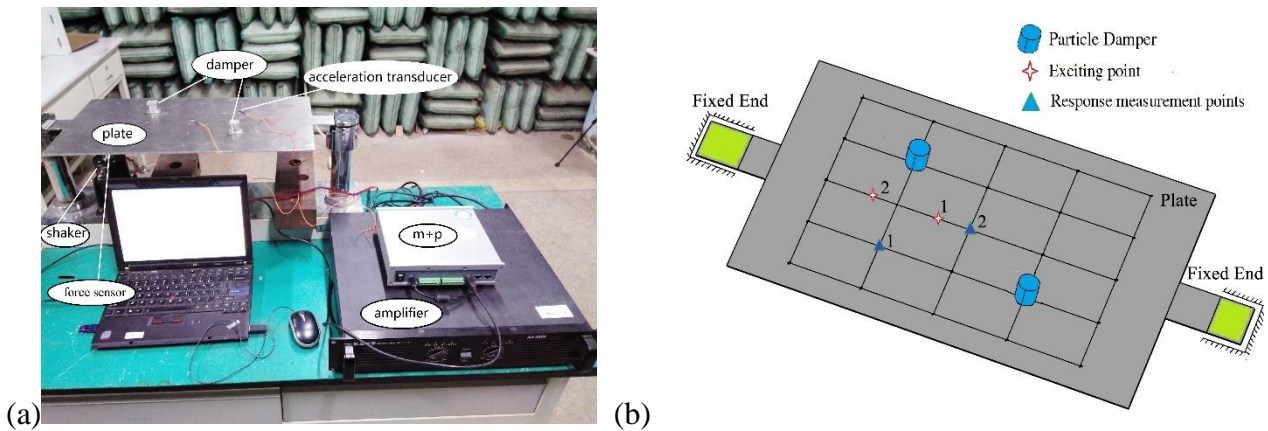 damper
acceleration transducer
plate
shaker
m+p
force sensor
amplifier
(a)
Particle Damper
Exciting point
Response measurement points
Fixed End
2
1
2
1
Plate
Fixed End
(b)